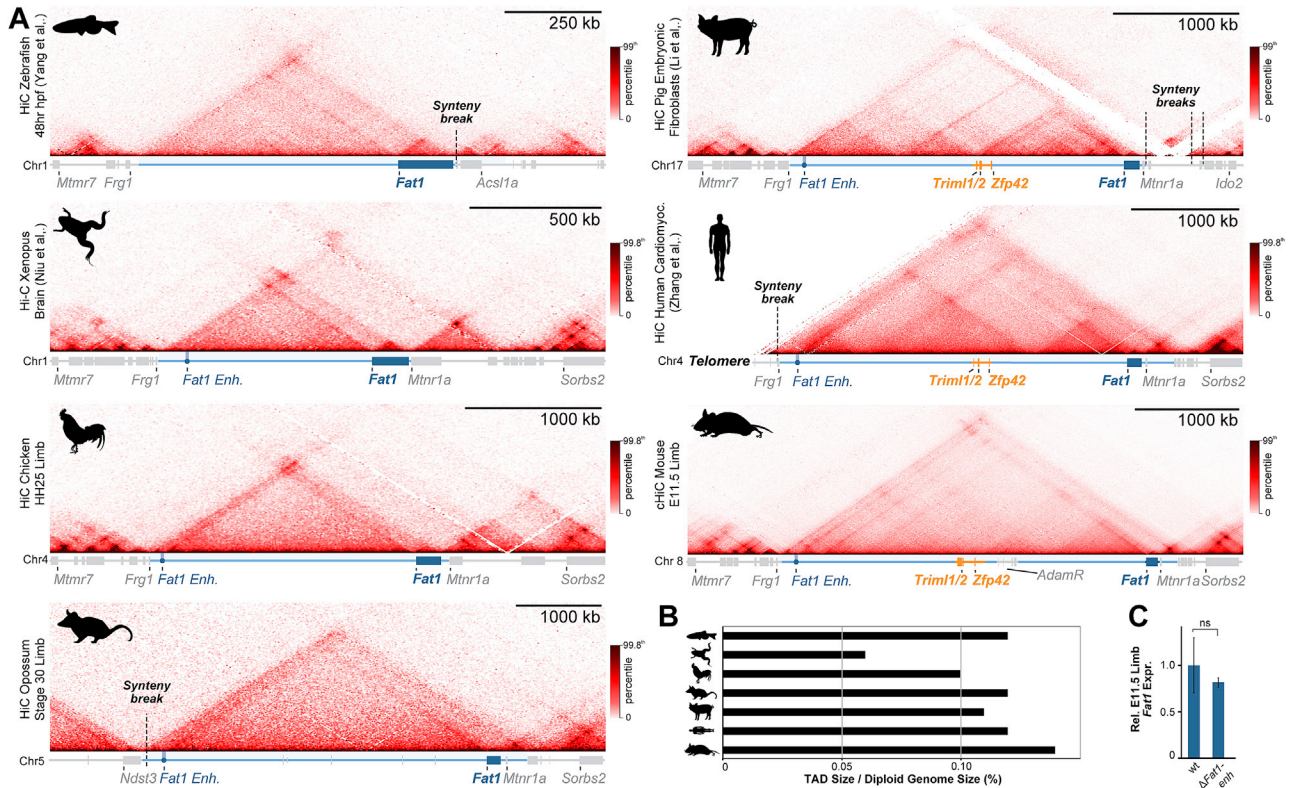 A
HiC Zebrafish
48hr hpf (Yang et al,.)
250 kb
99th
percentile
0
Synteny
break
Chr1
Mtmr7 Frg1 Fat1 Acsl1a
Hi-C Xenopus
Brain (Niu et al,.)
500 kb
99.8th
percentile
0
Chr1
Mtmr7 Frg1 Fat1 Enh. Fat1 Mtnr1a Sorbs2
HiC Chicken
HH25 Limb
1000 kb
99.8th
percentile
0
Chr4
Mtmr7 Frg1 Fat1 Enh. Fat1 Mtnr1a Sorbs2
HiC Opossum
Stage 30 Limb
1000 kb
99.8th
percentile
0
Synteny
break
Chr5
Ndst3 Fat1 Enh. Fat1 Mtnr1a Sorbs2
HiC Pig Embryonic
Fibroblasts (Li et al,.)
1000 kb
99th
percentile
0
Synteny
breaks
Chr17
Mtmr7 Frg1 Fat1 Enh. Triml1/2 Zfp42 Fat1 Mtnr1a Ido2
HiC Human Cardiomyoc.
(Zhang et al,.)
1000 kb
99.8th
percentile
0
Synteny
break
Chr4 Telomere
Frg1 Fat1 Enh. Triml1/2 Zfp42 Fat1 Mtnr1a Sorbs2
cHiC Mouse
E11.5 Limb
1000 kb
99th
percentile
0
Chr 8
Mtmr7 Frg1 Fat1 Enh. Triml1/2 Zfp42 AdamR Fat1 Mtnr1a Sorbs2
B
0 0.05 0.10
TAD Size / Diploid Genome Size (%)
C
ns
Rel. E11.5 Limb
Fat1 Expr.
1.0
0.5
0
wt
ΔFat1-
enh